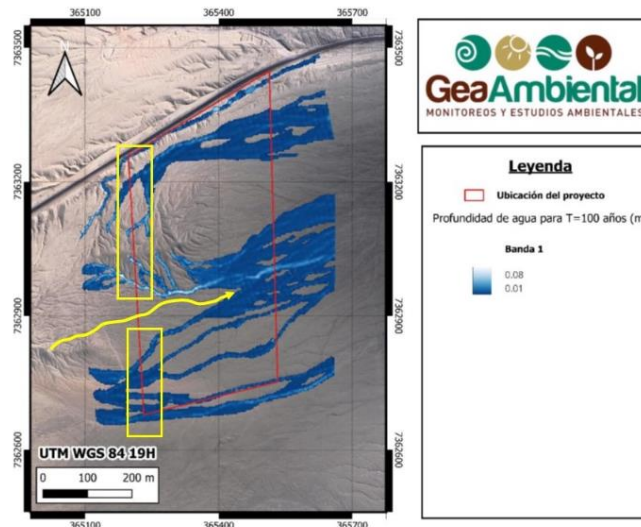 365100
365400
365700
7363500
7363500
7363200
7363200
7362900
7362900
7362600
7362600
UTM WGS 84 19H
0 100 200 m
365100
365400
365700
GeaAmbiental
MONITOREOS Y ESTUDIOS AMBIENTALES
Leyenda
Ubicación del proyecto
Profundidad de agua para T=100 años (m
Banda 1
0.08
0.01